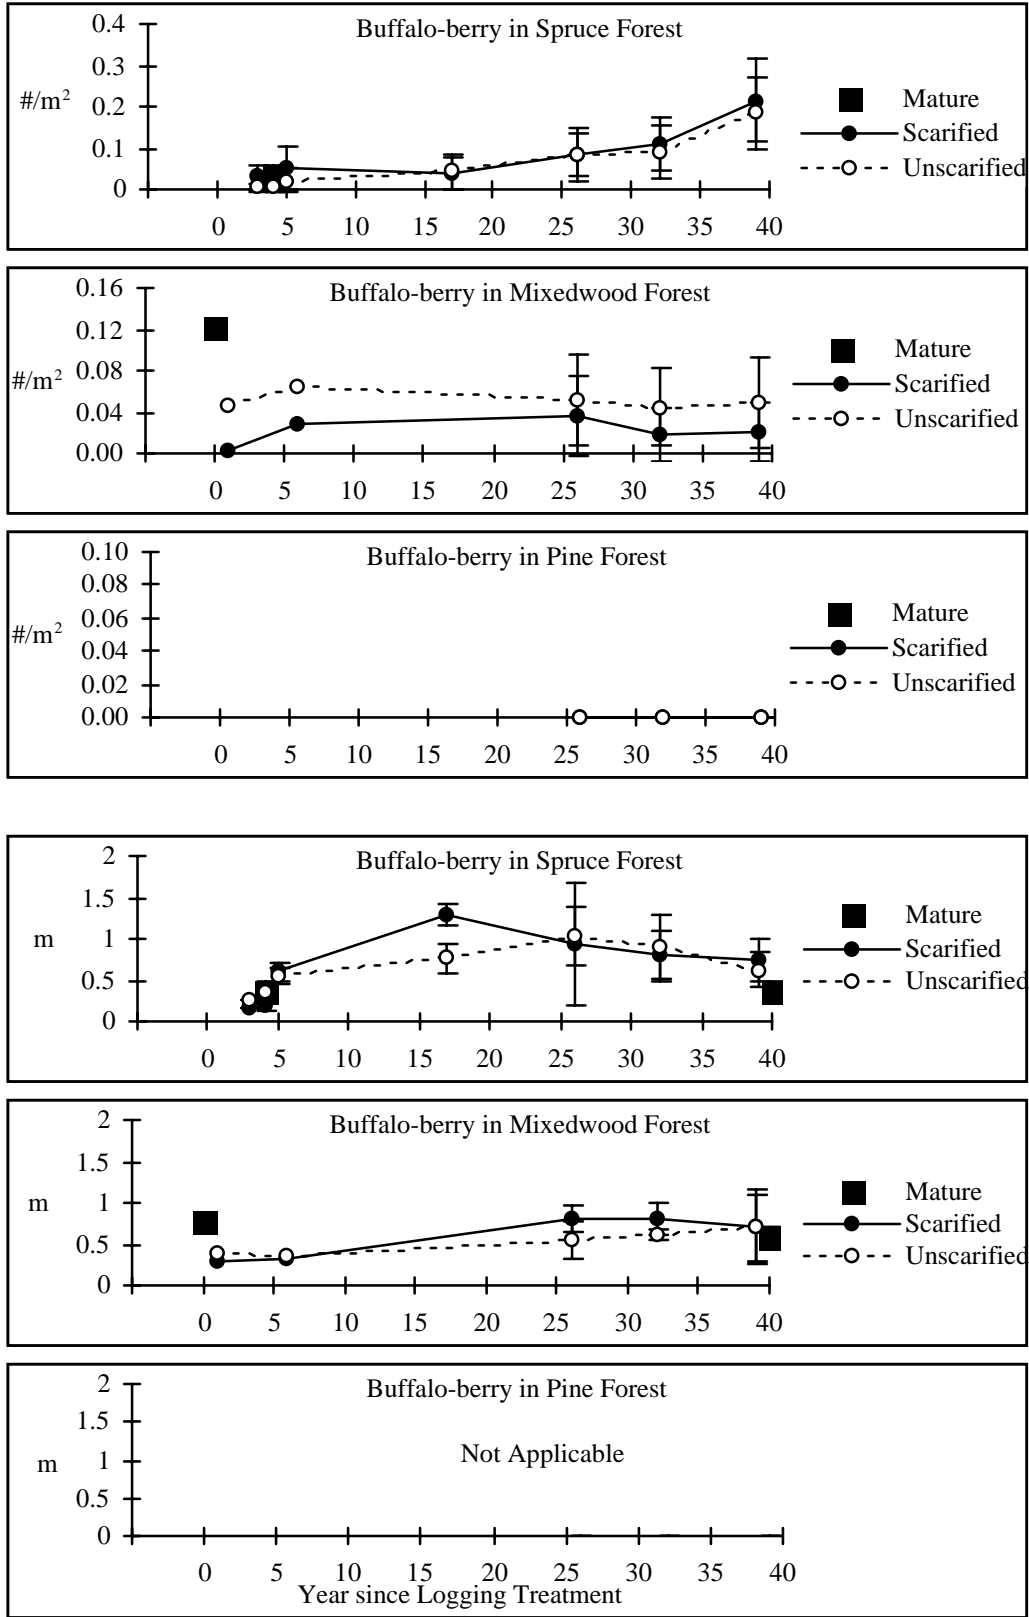 Buffalo-berry in Spruce Forest
0.4
0.3
0.2
0.1
0
#/m²
0 5 10 15 20 25 30 35 40
Mature
Scarified
Unscarified
Buffalo-berry in Mixedwood Forest
0.16
0.12
0.08
0.04
0.00
#/m²
0 5 10 15 20 25 30 35 40
Mature
Scarified
Unscarified
Buffalo-berry in Pine Forest
0.10
0.08
0.06
0.04
0.02
0.00
#/m²
0 5 10 15 20 25 30 35 40
Mature
Scarified
Unscarified
Buffalo-berry in Spruce Forest
2
1.5
1
0.5
0
m
0 5 10 15 20 25 30 35 40
Mature
Scarified
Unscarified
Buffalo-berry in Mixedwood Forest
2
1.5
1
0.5
0
m
0 5 10 15 20 25 30 35 40
Mature
Scarified
Unscarified
Buffalo-berry in Pine Forest
2
1.5
1
0.5
0
m
Not Applicable
0 5 10 15 20 25 30 35 40
Year since Logging Treatment